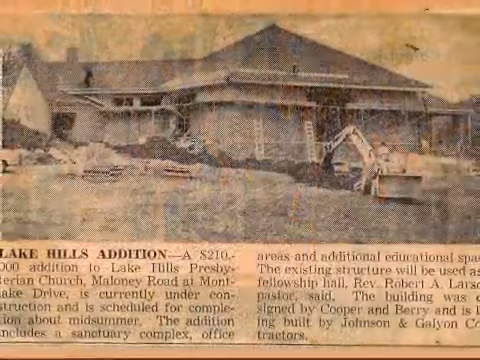 LAKE HILLS ADDITION—A $210,-
000 addition to Lake Hills Presby-
terian Church, Maloney Road at Mont-
lake Drive, is currently under con-
struction and is scheduled for comple-
tion about midsummer. The addition
includes a sanctuary complex, office
areas and additional educational spa
The existing structure will be used as
fellowship hall, Rev. Robert A. Larso
pastor, said. The building was
signed by Cooper and Berry and is
ing built by Johnson & Galyon Co
tractors.